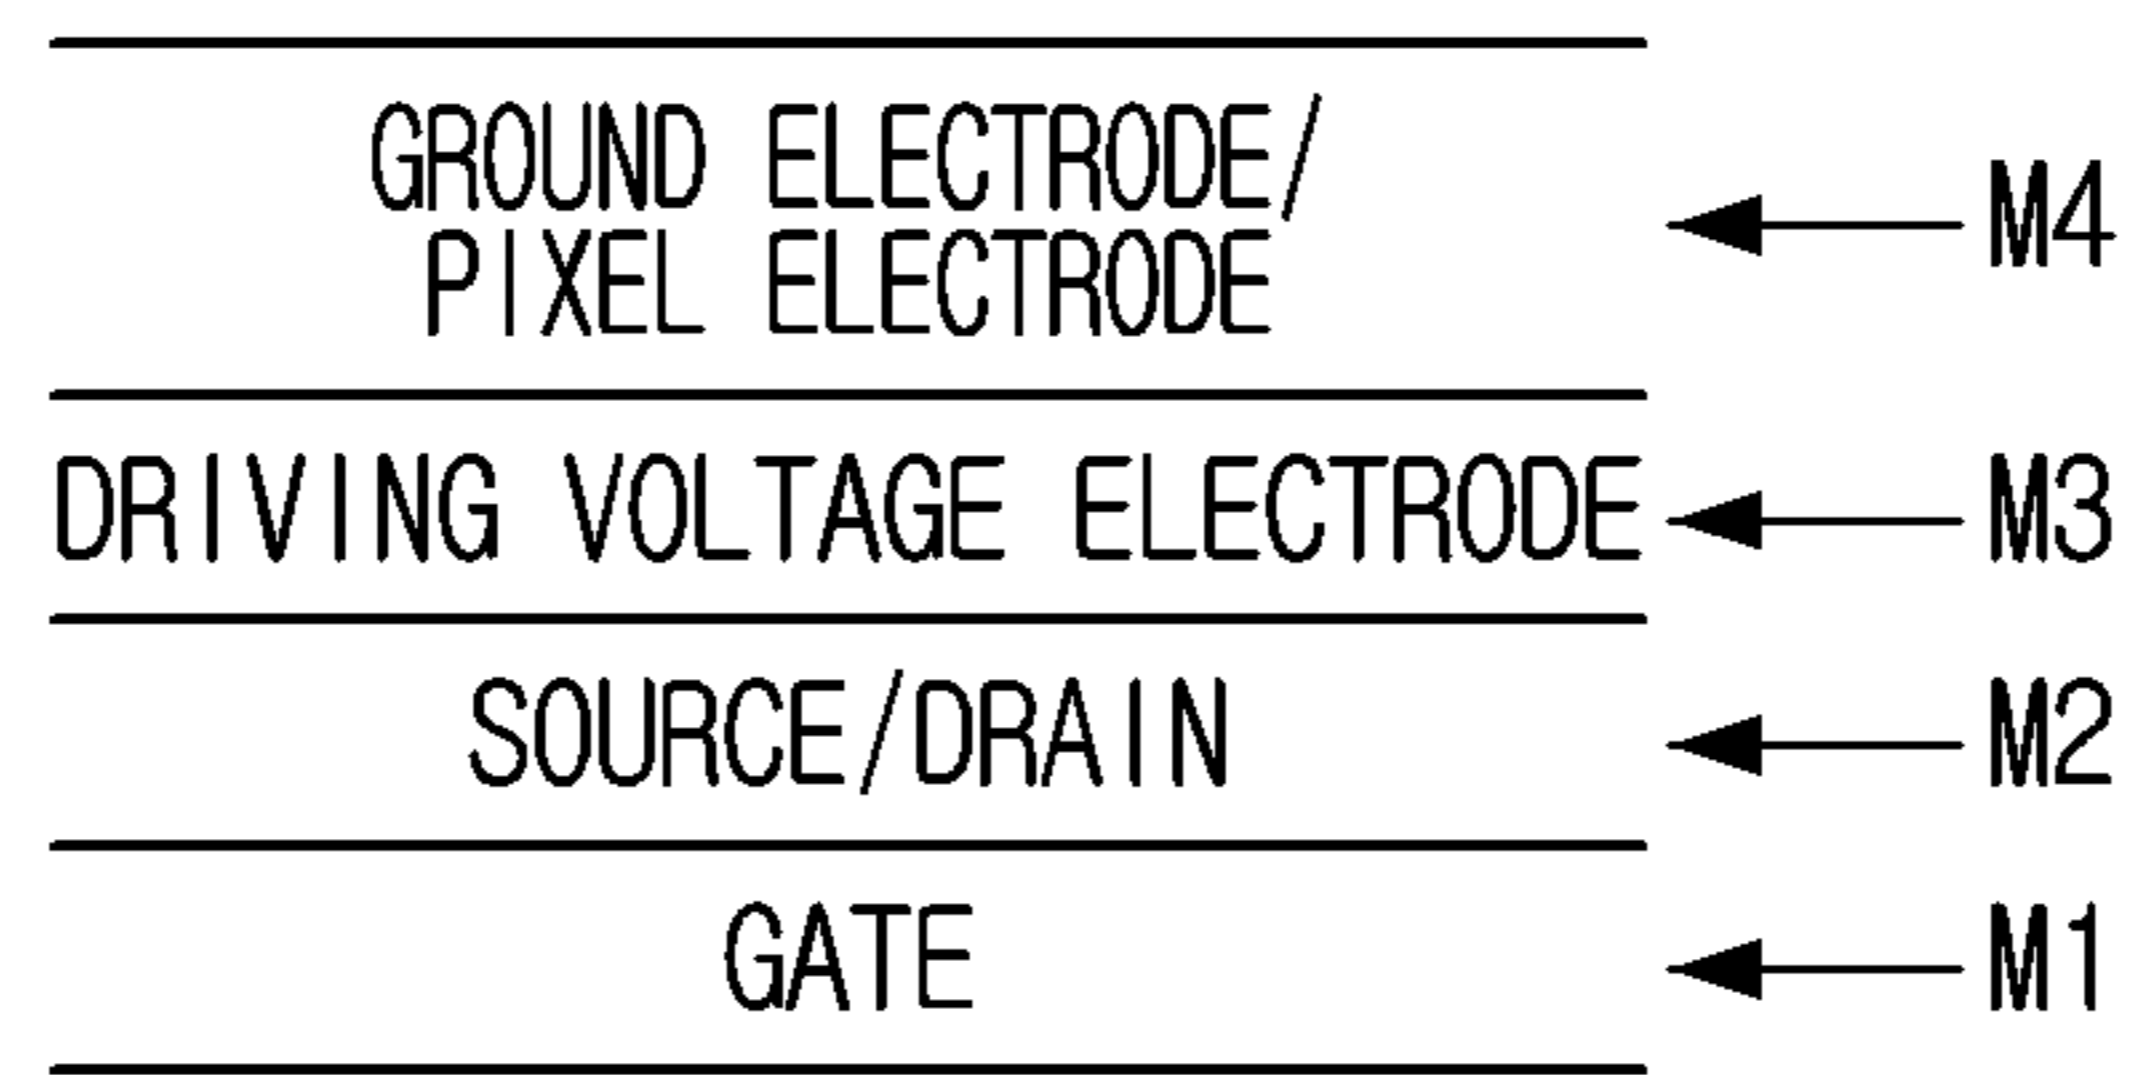 GROUND ELECTRODE/
PIXEL ELECTRODE
M4
DRIVING VOLTAGE ELECTRODE
M3
SOURCE/DRAIN
M2
GATE
M1